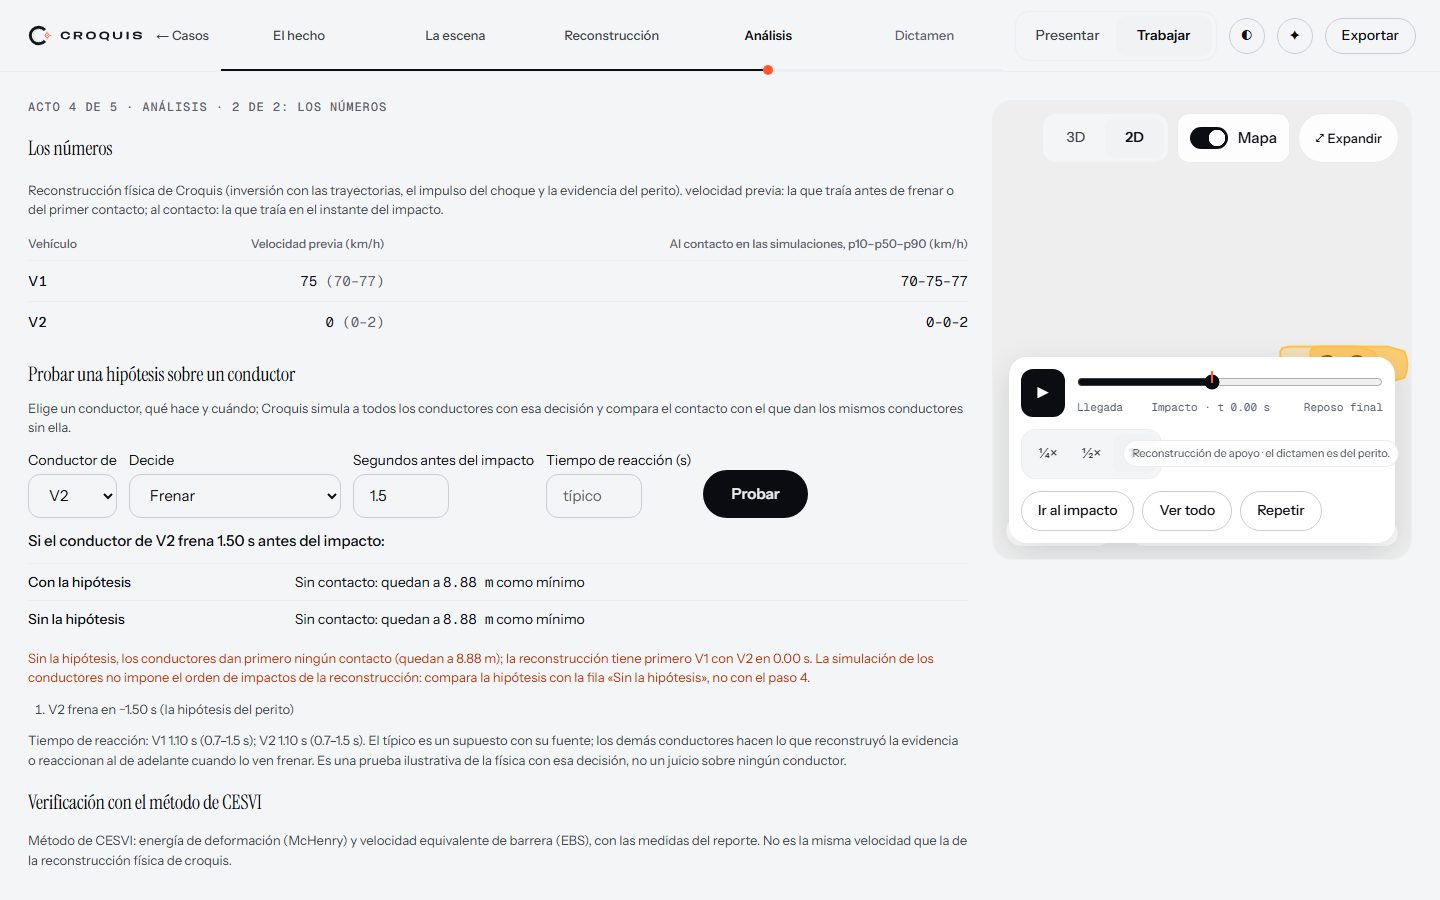 CROQUIS
← Casos
El hecho
La escena
Reconstrucción
Análisis
Dictamen
Presentar
Trabajar
Exportar
ACTO 4 DE 5 · ANÁLISIS · 2 DE 2: LOS NÚMEROS
Los números
Reconstrucción física de Croquis (inversión con las trayectorias, el impulso del choque y la evidencia del perito). velocidad previa: la que traía antes de frenar o
del primer contacto; al contacto: la que traía en el instante del impacto.
Vehículo Velocidad previa (km/h) Al contacto en las simulaciones, p10–p50–p90 (km/h)
V1 75 (70–77) 70–75–77
V2 0 (0–2) 0–0–2
Probar una hipótesis sobre un conductor
Elige un conductor, qué hace y cuándo; Croquis simula a todos los conductores con esa decisión y compara el contacto con el que dan los mismos conductores
sin ella.
Conductor de Decide Segundos antes del impacto Tiempo de reacción (s)
V2 Frenar 1.5 típico Probar
Si el conductor de V2 frena 1.50 s antes del impacto:
Con la hipótesis Sin contacto: quedan a 8.88 m como mínimo
Sin la hipótesis Sin contacto: quedan a 8.88 m como mínimo
Sin la hipótesis, los conductores dan primero ningún contacto (quedan a 8.88 m); la reconstrucción tiene primero V1 con V2 en 0.00 s. La simulación de los
conductores no impone el orden de impactos de la reconstrucción: compara la hipótesis con la fila «Sin la hipótesis», no con el paso 4.
1. V2 frena en −1.50 s (la hipótesis del perito)
Tiempo de reacción: V1 1.10 s (0.7–1.5 s); V2 1.10 s (0.7–1.5 s). El típico es un supuesto con su fuente; los demás conductores hacen lo que reconstruyó la evidencia
o reaccionan al de adelante cuando lo ven frenar. Es una prueba ilustrativa de la física con esa decisión, no un juicio sobre ningún conductor.
Verificación con el método de CESVI
Método de CESVI: energía de deformación (McHenry) y velocidad equivalente de barrera (EBS), con las medidas del reporte. No es la misma velocidad que la de
la reconstrucción física de croquis.
3D
2D
Mapa
⤢ Expandir
Llegada Impacto · t 0.00 s Reposo final
¼× ½×
Reconstrucción de apoyo · el dictamen es del perito.
Ir al impacto
Ver todo
Repetir